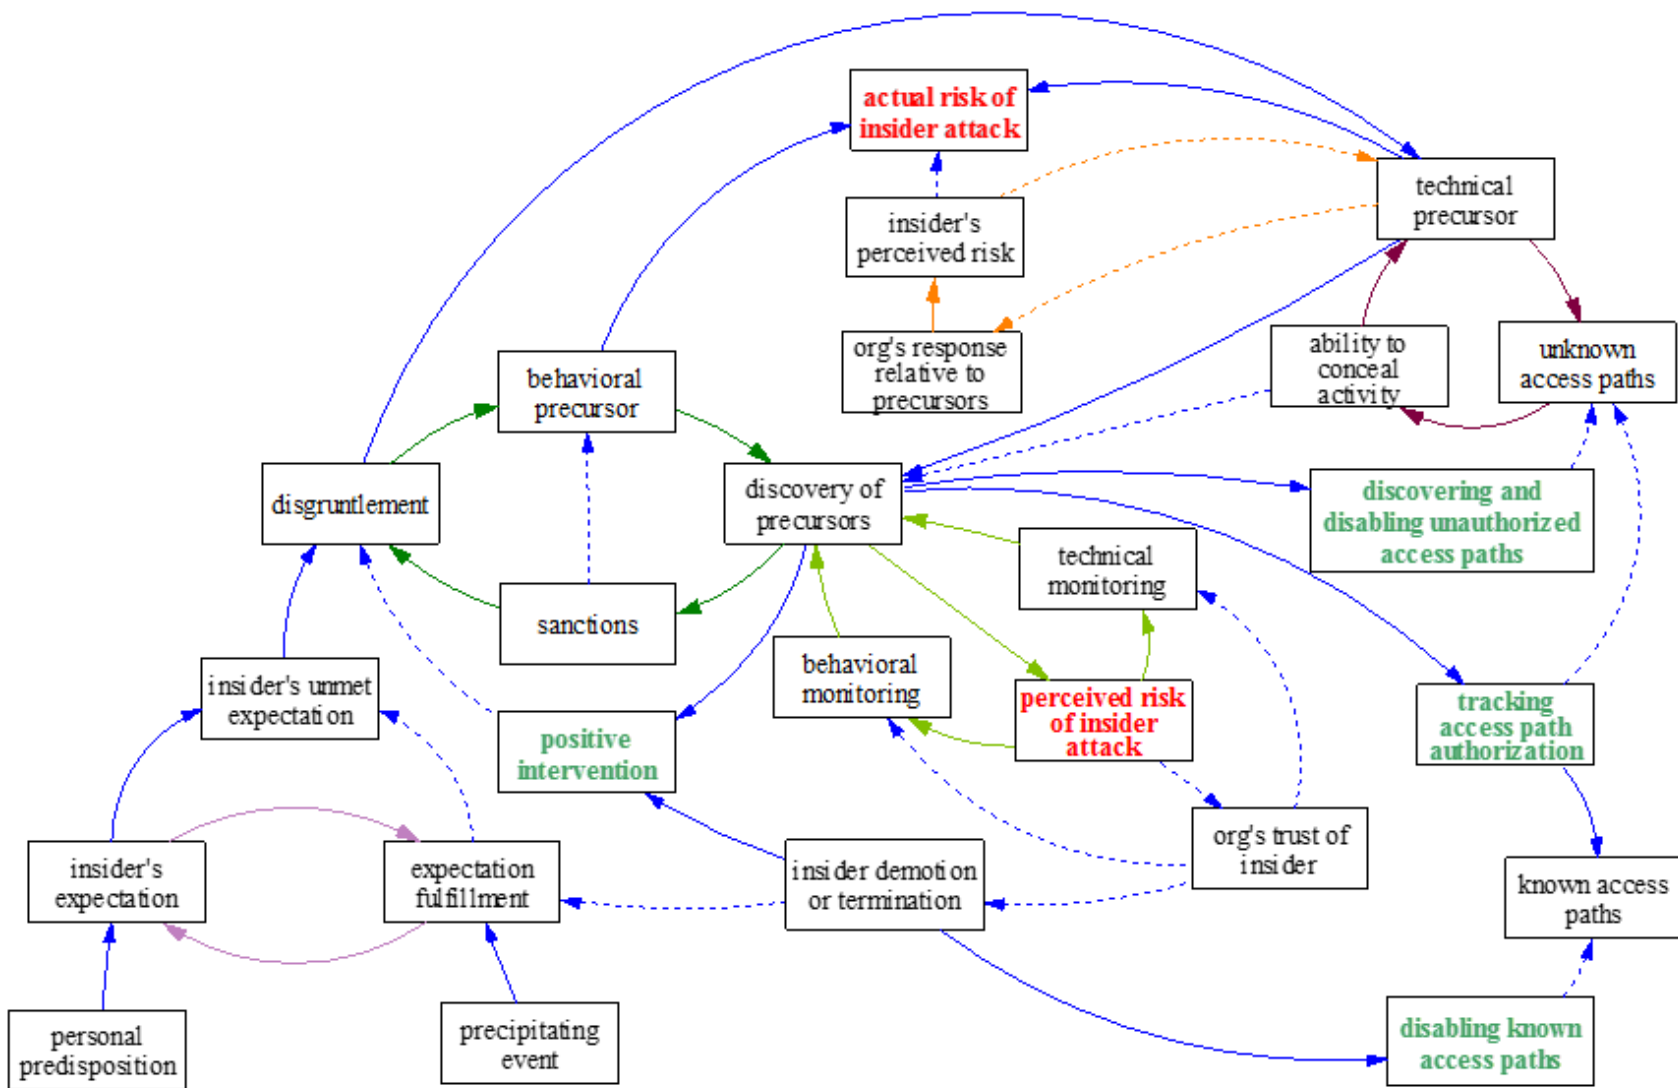 actual risk of
insider attack
technical
precursor
insider's
perceived risk
org's response
relative to
precursors
ability to
conceal
activity
unknown
access paths
behavioral
precursor
disgruntlement
discovery of
precursors
discovering and
disabling unauthorized
access paths
technical
monitoring
sanctions
behavioral
monitoring
insider's unmet
expectation
perceived risk
of insider
attack
tracking
access path
authorization
positive
intervention
org's trust of
insider
insider's
expectation
expectation
fulfillment
insider demotion
or termination
known access
paths
personal
predisposition
precipitating
event
disabling known
access paths